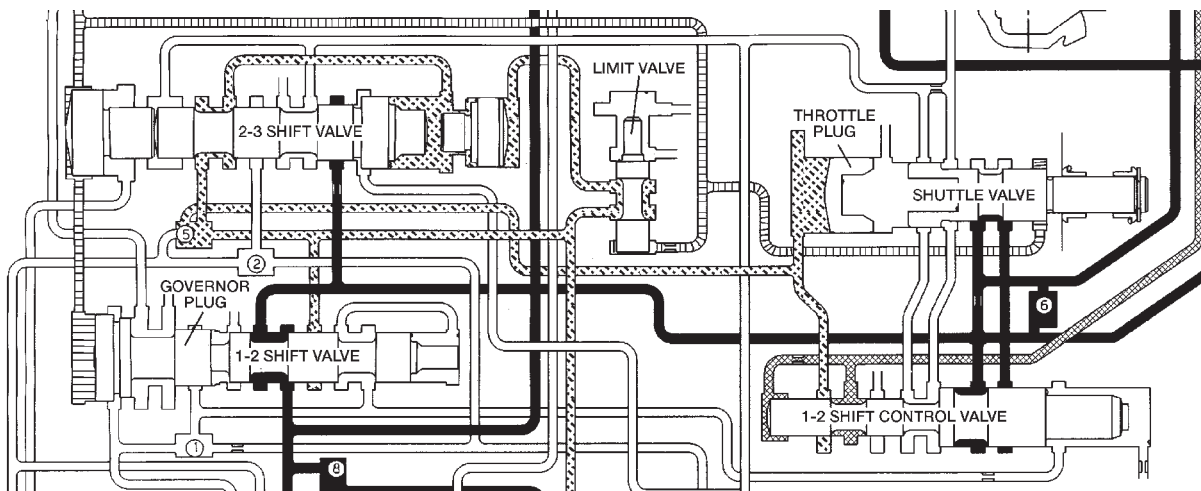 LIMIT VALVE
THROTTLE
PLUG
2-3 SHIFT VALVE
SHUTTLE VALVE
5
2
GOVERNOR
PLUG
6
1-2 SHIFT VALVE
1-2 SHIFT CONTROL VALVE
1
8